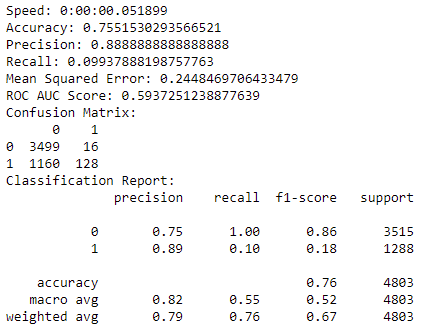 Speed: 0:00:00.051899
Accuracy: 0.7551530293566521
Precision: 0.8888888888888888
Recall: 0.09937888198757763
Mean Squared Error: 0.2448469706433479
ROC AUC Score: 0.5937251238877639
Confusion Matrix:
0 1
0 3499 16
1 1160 128
Classification Report:
precision recall f1-score support
0 0.75 1.00 0.86 3515
1 0.89 0.10 0.18 1288
accuracy 0.76 4803
macro avg 0.82 0.55 0.52 4803
weighted avg 0.79 0.76 0.67 4803